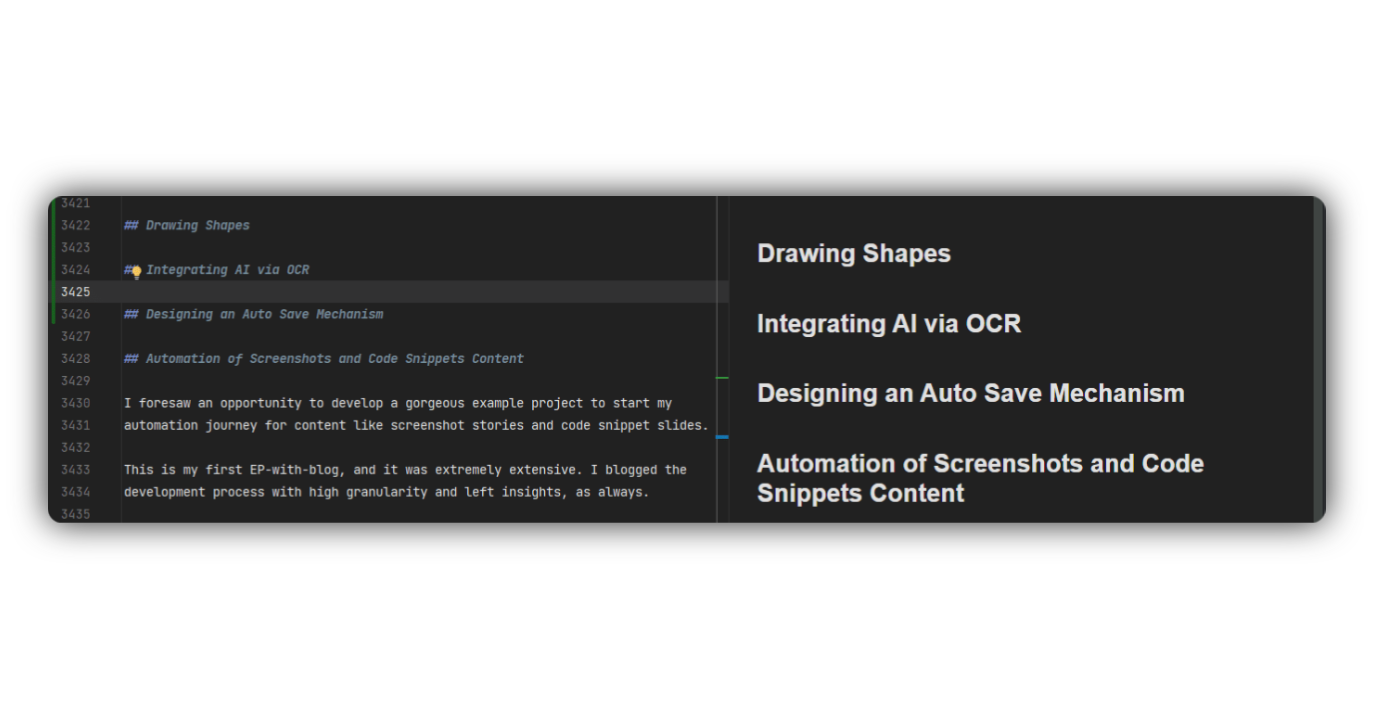 3421
3422 ## Drawing Shapes
3423
3424 ## Integrating AI via OCR
3425
3426 ## Designing an Auto Save Mechanism
3427
3428 ## Automation of Screenshots and Code Snippets Content
3429
3430 I foresaw an opportunity to develop a gorgeous example project to start my
3431 automation journey for content like screenshot stories and code snippet slides.
3432
3433 This is my first EP-with-blog, and it was extremely extensive. I blogged the
3434 development process with high granularity and left insights, as always.
3435
Drawing Shapes
Integrating AI via OCR
Designing an Auto Save Mechanism
Automation of Screenshots and Code
Snippets Content